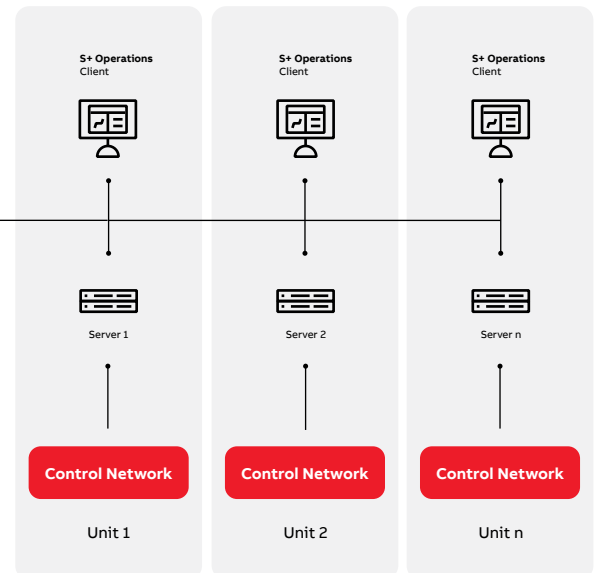 S+ Operations
Client
S+ Operations
Client
S+ Operations
Client
Server 1
Server 2
Server n
Control Network
Control Network
Control Network
Unit 1
Unit 2
Unit n